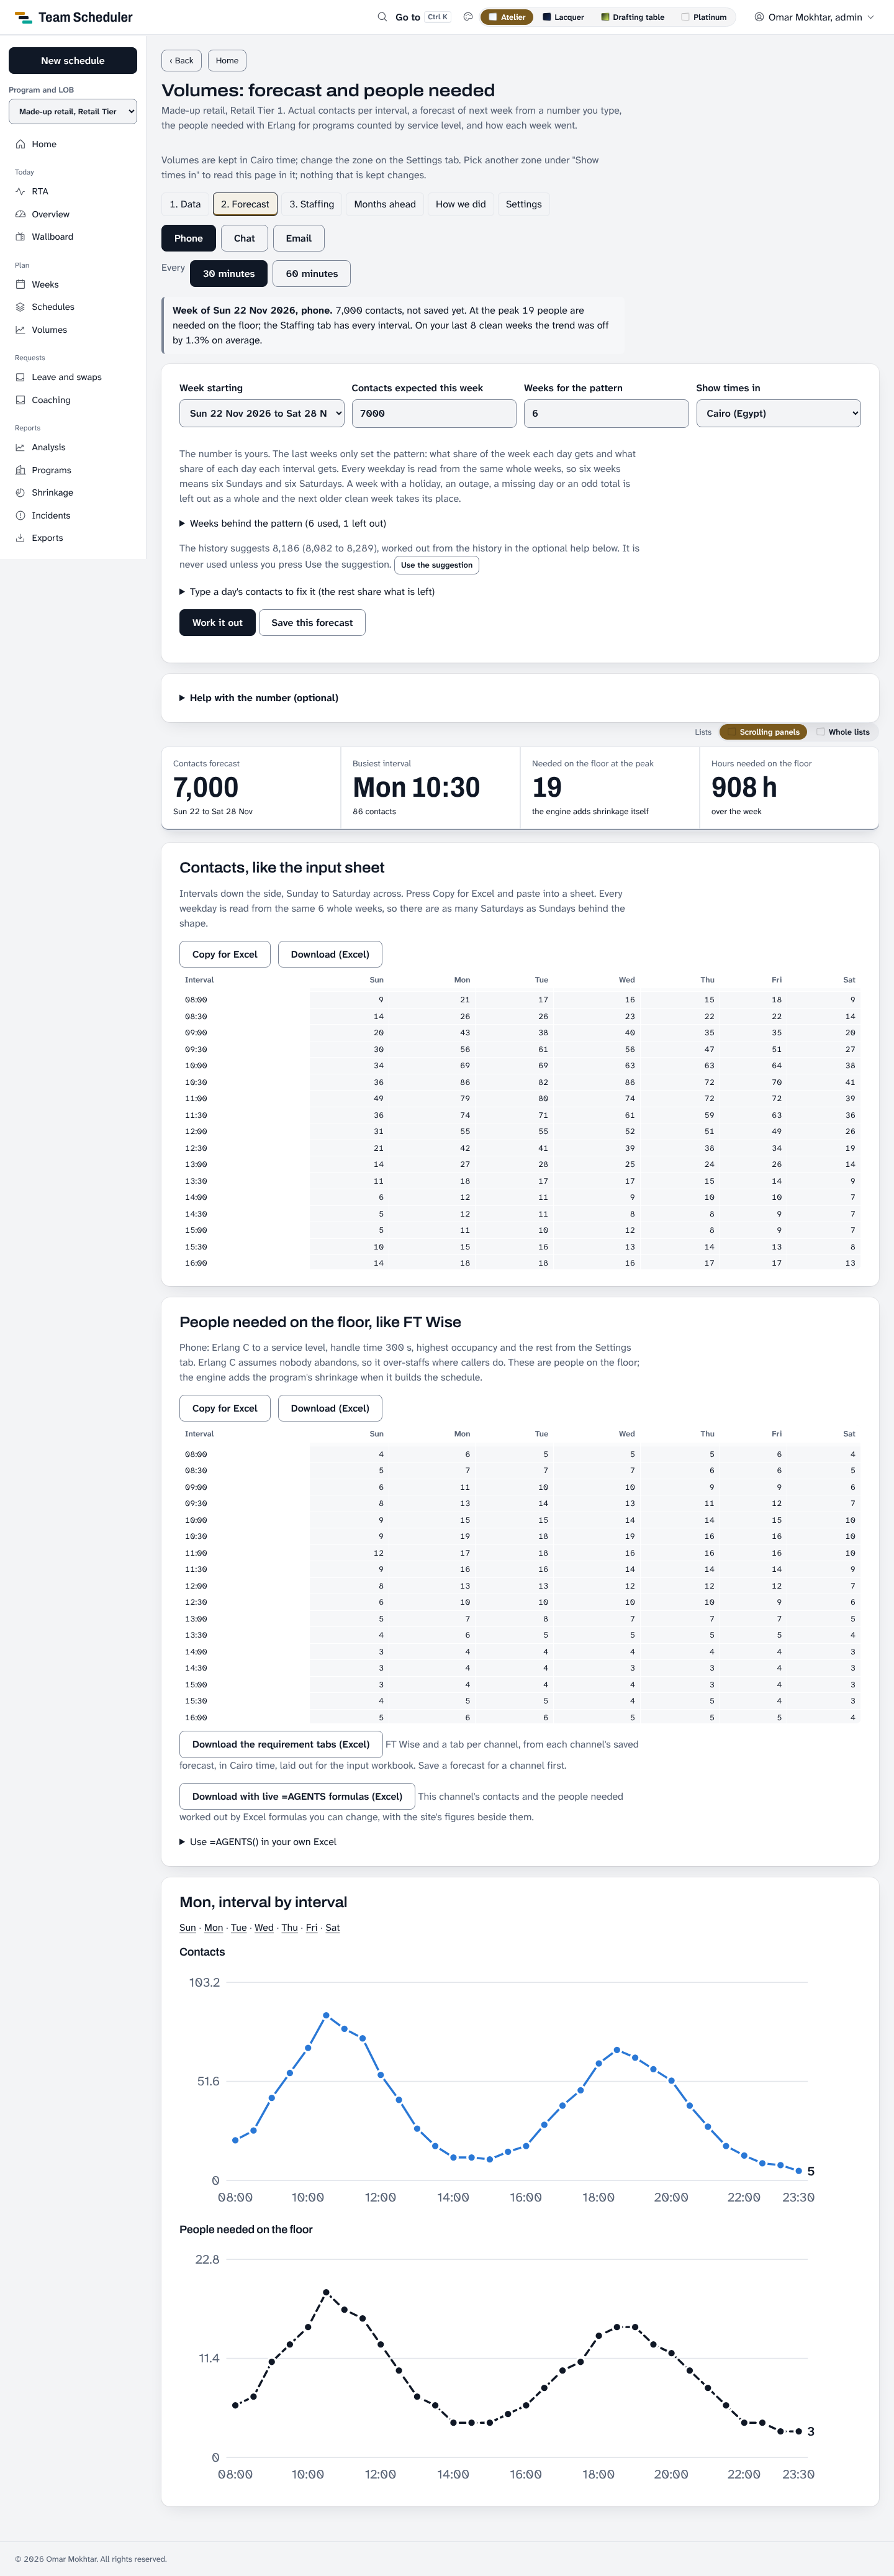 Team Scheduler
Go to Ctrl K
Atelier
Lacquer
Drafting table
Platinum
Omar Mokhtar, admin
New schedule
Program and LOB
Made-up retail, Retail Tier
Home
Today
RTA
Overview
Wallboard
Plan
Weeks
Schedules
Volumes
Requests
Leave and swaps
Coaching
Reports
Analysis
Programs
Shrinkage
Incidents
Exports
‹ Back
Home
Volumes: forecast and people needed
Made-up retail, Retail Tier 1. Actual contacts per interval, a forecast of next week from a number you type,
the people needed with Erlang for programs counted by service level, and how each week went.
Volumes are kept in Cairo time; change the zone on the Settings tab. Pick another zone under "Show
times in" to read this page in it; nothing that is kept changes.
1. Data
2. Forecast
3. Staffing
Months ahead
How we did
Settings
Phone
Chat
Email
Every
30 minutes
60 minutes
Week of Sun 22 Nov 2026, phone. 7,000 contacts, not saved yet. At the peak 19 people are
needed on the floor; the Staffing tab has every interval. On your last 8 clean weeks the trend was off
by 1.3% on average.
Week starting
Contacts expected this week
Weeks for the pattern
Show times in
Sun 22 Nov 2026 to Sat 28 N
7000
6
Cairo (Egypt)
The number is yours. The last weeks only set the pattern: what share of the week each day gets and what
share of each day each interval gets. Every weekday is read from the same whole weeks, so six weeks
means six Sundays and six Saturdays. A week with a holiday, an outage, a missing day or an odd total is
left out as a whole and the next older clean week takes its place.
Weeks behind the pattern (6 used, 1 left out)
The history suggests 8,186 (8,082 to 8,289), worked out from the history in the optional help below. It is
never used unless you press Use the suggestion. Use the suggestion
Type a day's contacts to fix it (the rest share what is left)
Work it out
Save this forecast
Help with the number (optional)
Lists
Scrolling panels
Whole lists
Contacts forecast
7,000
Sun 22 to Sat 28 Nov
Busiest interval
Mon 10:30
86 contacts
Needed on the floor at the peak
19
the engine adds shrinkage itself
Hours needed on the floor
908 h
over the week
Contacts, like the input sheet
Intervals down the side, Sunday to Saturday across. Press Copy for Excel and paste into a sheet. Every
weekday is read from the same 6 whole weeks, so there are as many Saturdays as Sundays behind the
shape.
Copy for Excel
Download (Excel)
Interval Sun Mon Tue Wed Thu Fri Sat
08:00 9 21 17 16 15 18 9
08:30 14 26 26 23 22 22 14
09:00 20 43 38 40 35 35 20
09:30 30 56 61 56 47 51 27
10:00 34 69 69 63 63 64 38
10:30 36 86 82 86 72 70 41
11:00 49 79 80 74 72 72 39
11:30 36 74 71 61 59 63 36
12:00 31 55 55 52 51 49 26
12:30 21 42 41 39 38 34 19
13:00 14 27 28 25 24 26 14
13:30 11 18 17 17 15 14 9
14:00 6 12 11 9 10 10 7
14:30 5 12 11 8 8 9 7
15:00 5 11 10 12 8 9 7
15:30 10 15 16 13 14 13 8
16:00 14 18 18 16 17 17 13
People needed on the floor, like FT Wise
Phone: Erlang C to a service level, handle time 300 s, highest occupancy and the rest from the Settings
tab. Erlang C assumes nobody abandons, so it over-staffs where callers do. These are people on the floor;
the engine adds the program's shrinkage when it builds the schedule.
Copy for Excel
Download (Excel)
Interval Sun Mon Tue Wed Thu Fri Sat
08:00 4 6 5 5 5 6 4
08:30 5 7 7 7 6 6 5
09:00 6 11 10 10 9 9 6
09:30 8 13 14 13 11 12 7
10:00 9 15 15 14 14 15 10
10:30 9 19 18 19 16 16 10
11:00 12 17 18 16 16 16 10
11:30 9 16 16 14 14 14 9
12:00 8 13 13 12 12 12 7
12:30 6 10 10 10 10 9 6
13:00 5 7 8 7 7 7 5
13:30 4 6 5 5 5 5 4
14:00 3 4 4 4 4 4 3
14:30 3 4 4 3 3 4 3
15:00 3 4 4 4 3 4 3
15:30 4 5 5 4 5 4 3
16:00 5 6 6 5 5 5 4
Download the requirement tabs (Excel) FT Wise and a tab per channel, from each channel's saved
forecast, in Cairo time, laid out for the input workbook. Save a forecast for a channel first.
Download with live =AGENTS formulas (Excel) This channel's contacts and the people needed
worked out by Excel formulas you can change, with the site's figures beside them.
Use =AGENTS() in your own Excel
Mon, interval by interval
Sun · Mon · Tue · Wed · Thu · Fri · Sat
Contacts
103.2
51.6
0
5
08:00 10:00 12:00 14:00 16:00 18:00 20:00 22:00 23:30
People needed on the floor
22.8
11.4
0
3
08:00 10:00 12:00 14:00 16:00 18:00 20:00 22:00 23:30
© 2026 Omar Mokhtar. All rights reserved.